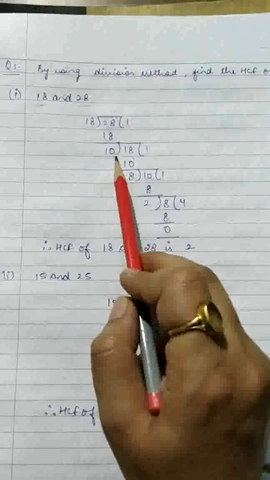 Q1. By using division method, find the HCF of
(i) 18 and 28
18)28(1
18
10)18(1
10
8)10(1
8
2)8(4
8
0
∴ HCF of 18 and 28 is 2
(ii) 15 and 25
∴ HCF of